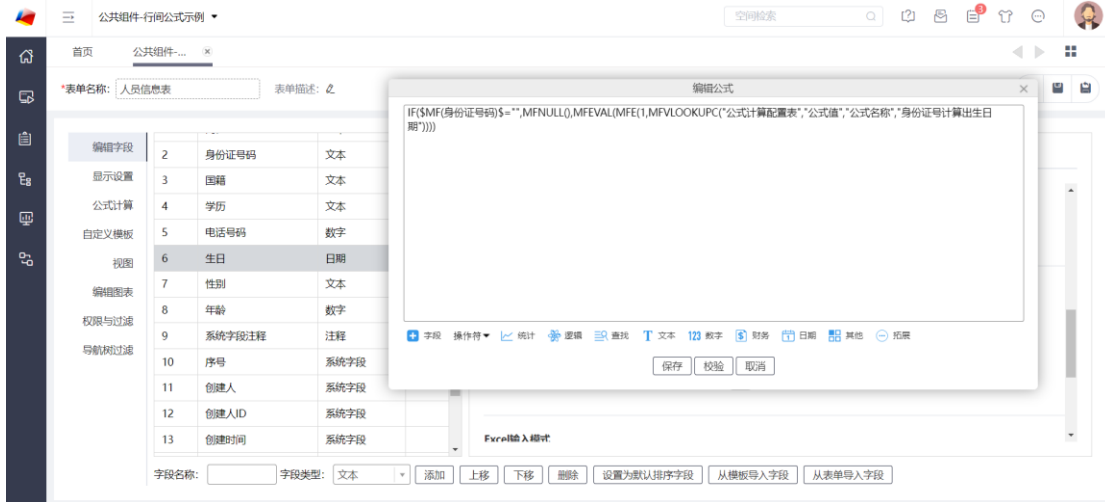 公共组件-行间公式示例
空间检索
3
首页
公共组件-...
*表单名称:
人员信息表
表单描述:
编辑公式
IF($MF(身份证号码)$="",MFNULL(),MFEVAL(MFE(1,MFVLOOKUPC("公式计算配置表","公式值","公式名称","身份证号计算出生日
期"))))
编辑字段
显示设置
公式计算
自定义模板
视图
编辑图表
权限与过滤
导航树过滤
2 身份证号码 文本
3 国籍 文本
4 学历 文本
5 电话号码 数字
6 生日 日期
7 性别 文本
8 年龄 数字
9 系统字段注释 注释
10 序号 系统字段
11 创建人 系统字段
12 创建人ID 系统字段
13 创建时间 系统字段
字段 操作符 统计 逻辑 查找 文本 数字 财务 日期 其他 拓展
保存 校验 取消
Excel输入模式
字段名称: 字段类型: 文本 添加 上移 下移 删除 设置为默认排序字段 从模板导入字段 从表单导入字段